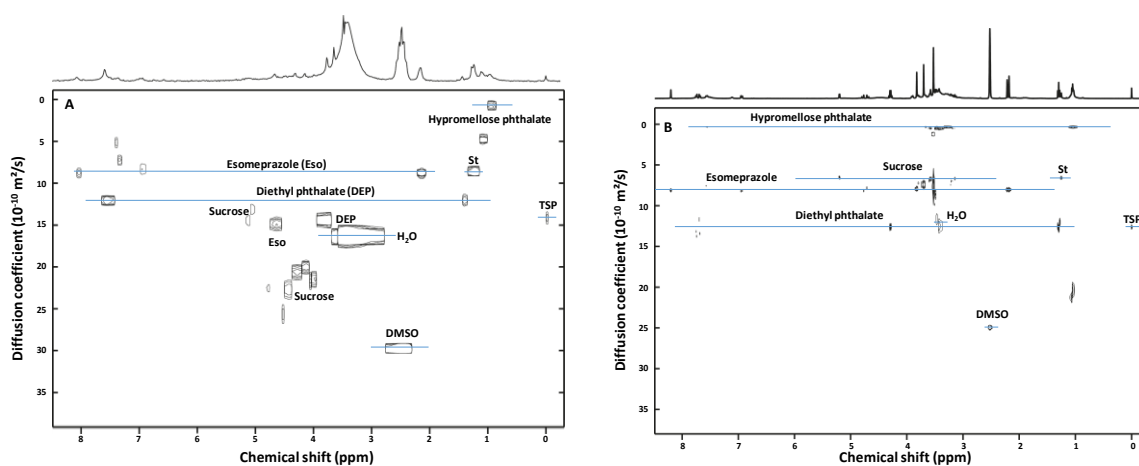 A
0
5
10
15
20
25
30
35
Diffusion coefficient (10⁻¹⁰ m²/s)
Hypromellose phthalate
Esomeprazole (Eso)
St
Diethyl phthalate (DEP)
Sucrose
DEP
TSP
Eso
H₂O
Sucrose
DMSO
8 7 6 5 4 3 2 1 0
Chemical shift (ppm)
B
0
5
10
15
20
25
30
35
Diffusion coefficient (10⁻¹⁰ m²/s)
Hypromellose phthalate
Sucrose
St
Esomeprazole
Diethyl phthalate
H₂O
TSP
DMSO
8 7 6 5 4 3 2 1 0
Chemical shift (ppm)